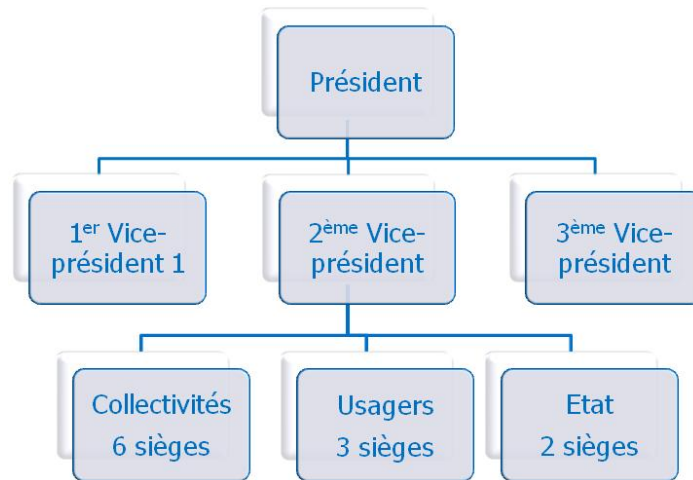 Président
1er Vice-
président 1
2ème Vice-
président
3ème Vice-
président
Collectivités
6 sièges
Usagers
3 sièges
Etat
2 sièges